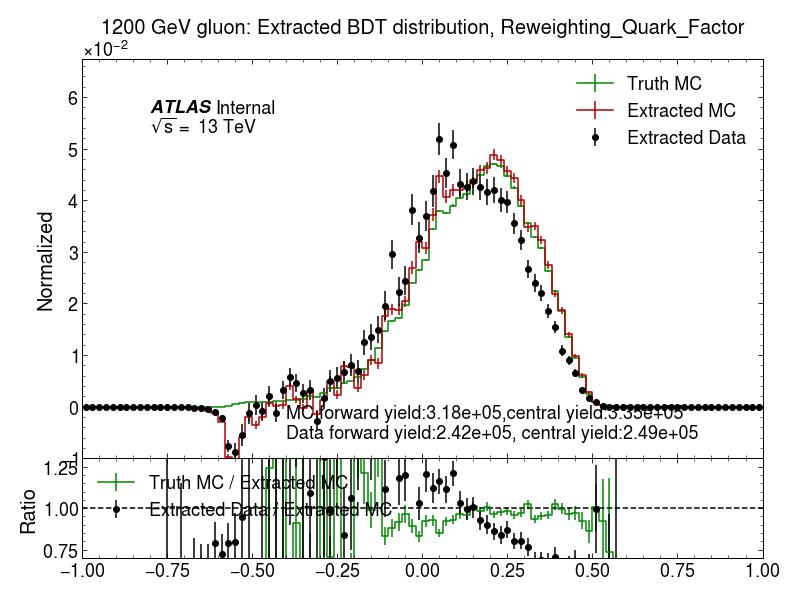 1200 GeV gluon: Extracted BDT distribution, Reweighting_Quark_Factor
×10⁻²
ATLAS Internal
√s = 13 TeV
Truth MC
Extracted MC
Extracted Data
Normalized
6
5
4
3
2
1
0
1
MC forward yield:3.18e+05,central yield:3.35e+05
Data forward yield:2.42e+05, central yield:2.49e+05
Truth MC / Extracted MC
Extracted Data / Extracted MC
Ratio
1.25
1.00
0.75
−1.00 −0.75 −0.50 −0.25 0.00 0.25 0.50 0.75 1.00